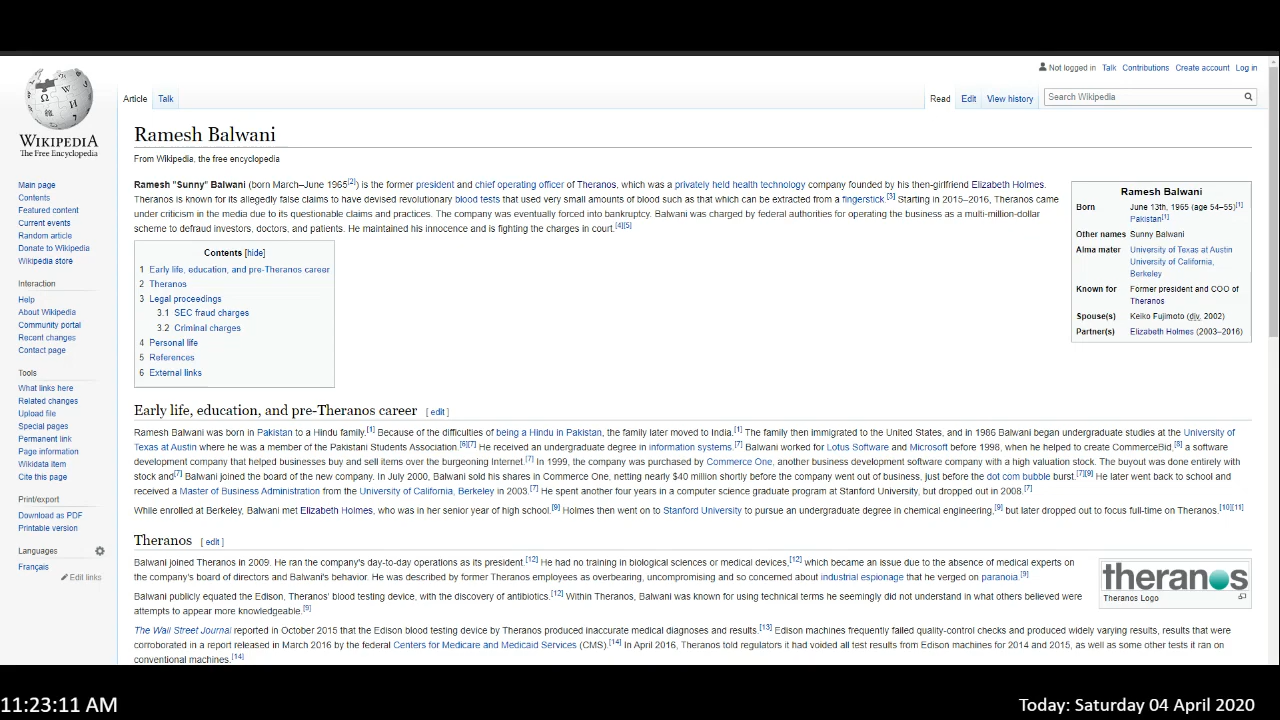 Not logged in Talk Contributions Create account Log in
Article Talk
Read Edit View history
Search Wikipedia
WIKIPEDIA
The Free Encyclopedia
Main page
Contents
Featured content
Current events
Random article
Donate to Wikipedia
Wikipedia store
Interaction
Help
About Wikipedia
Community portal
Recent changes
Contact page
Tools
What links here
Related changes
Upload file
Special pages
Permanent link
Page information
Wikidata item
Cite this page
Print/export
Download as PDF
Printable version
Languages
Français
Edit links
Ramesh Balwani
From Wikipedia, the free encyclopedia
Ramesh "Sunny" Balwani (born March–June 1965[2]) is the former president and chief operating officer of Theranos, which was a privately held health technology company founded by his then-girlfriend Elizabeth Holmes.
Theranos is known for its allegedly false claims to have devised revolutionary blood tests that used very small amounts of blood such as that which can be extracted from a fingerstick.[3] Starting in 2015–2016, Theranos came
under criticism in the media due to its questionable claims and practices. The company was eventually forced into bankruptcy. Balwani was charged by federal authorities for operating the business as a multi-million-dollar
scheme to defraud investors, doctors, and patients. He maintained his innocence and is fighting the charges in court.[4][5]
Ramesh Balwani
Born June 13th, 1965 (age 54–55)[1]
Pakistan[1]
Other names Sunny Balwani
Alma mater University of Texas at Austin
University of California,
Berkeley
Known for Former president and COO of
Theranos
Spouse(s) Keiko Fujimoto (div. 2002)
Partner(s) Elizabeth Holmes (2003–2016)
Contents [hide]
1 Early life, education, and pre-Theranos career
2 Theranos
3 Legal proceedings
3.1 SEC fraud charges
3.2 Criminal charges
4 Personal life
5 References
6 External links
Early life, education, and pre-Theranos career [ edit ]
Ramesh Balwani was born in Pakistan to a Hindu family.[1] Because of the difficulties of being a Hindu in Pakistan, the family later moved to India.[1] The family then immigrated to the United States, and in 1986 Balwani began undergraduate studies at the University of
Texas at Austin where he was a member of the Pakistani Students Association.[6][7] He received an undergraduate degree in information systems.[7] Balwani worked for Lotus Software and Microsoft before 1998, when he helped to create CommerceBid,[8] a software
development company that helped businesses buy and sell items over the burgeoning Internet.[7] In 1999, the company was purchased by Commerce One, another business development software company with a high valuation stock. The buyout was done entirely with
stock and[7] Balwani joined the board of the new company. In July 2000, Balwani sold his shares in Commerce One, netting nearly $40 million shortly before the company went out of business, just before the dot com bubble burst.[7][9] He later went back to school and
received a Master of Business Administration from the University of California, Berkeley in 2003.[7] He spent another four years in a computer science graduate program at Stanford University, but dropped out in 2008.[7]
While enrolled at Berkeley, Balwani met Elizabeth Holmes, who was in her senior year of high school.[9] Holmes then went on to Stanford University to pursue an undergraduate degree in chemical engineering,[9] but later dropped out to focus full-time on Theranos.[10][11]
Theranos [ edit ]
Balwani joined Theranos in 2009. He ran the company's day-to-day operations as its president.[12] He had no training in biological sciences or medical devices,[12] which became an issue due to the absence of medical experts on
the company's board of directors and Balwani's behavior. He was described by former Theranos employees as overbearing, uncompromising and so concerned about industrial espionage that he verged on paranoia.[9]
Balwani publicly equated the Edison, Theranos' blood testing device, with the discovery of antibiotics.[12] Within Theranos, Balwani was known for using technical terms he seemingly did not understand in what others believed were
attempts to appear more knowledgeable.[9]
theranos
Theranos Logo
The Wall Street Journal reported in October 2015 that the Edison blood testing device by Theranos produced inaccurate medical diagnoses and results.[13] Edison machines frequently failed quality-control checks and produced widely varying results, results that were
corroborated in a report released in March 2016 by the federal Centers for Medicare and Medicaid Services (CMS).[14] In April 2016, Theranos told regulators it had voided all test results from Edison machines for 2014 and 2015, as well as some other tests it ran on
conventional machines.[14]
11:23:11 AM
Today: Saturday 04 April 2020